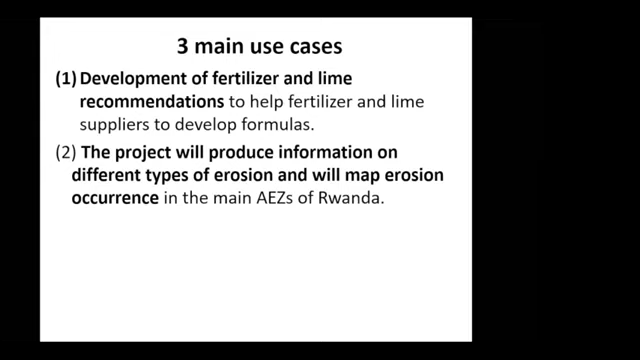 3 main use cases
(1) Development of fertilizer and lime
recommendations to help fertilizer and lime
suppliers to develop formulas.
(2) The project will produce information on
different types of erosion and will map erosion
occurrence in the main AEZs of Rwanda.